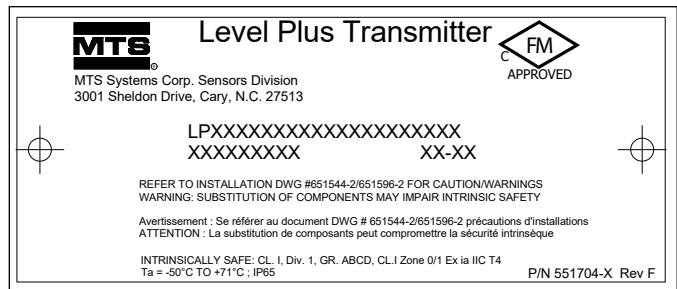 MTS Level Plus Transmitter C FM
APPROVED
®
MTS Systems Corp. Sensors Division
3001 Sheldon Drive, Cary, N.C. 27513
LPXXXXXXXXXXXXXXXXXXXXX
XXXXXXXXX XX-XX
REFER TO INSTALLATION DWG #651544-2/651596-2 FOR CAUTION/WARNINGS
WARNING: SUBSTITUTION OF COMPONENTS MAY IMPAIR INTRINSIC SAFETY
Avertissement : Se référer au document DWG # 651544-2/651596-2 précautions d'installations
ATTENTION : La substitution de composants peut compromettre la sécurité intrinsèque
INTRINSICALLY SAFE: CL. I, Div. 1, GR. ABCD, CL.I Zone 0/1 Ex ia IIC T4
Ta = -50°C TO +71°C ; IP65 P/N 551704-X Rev F